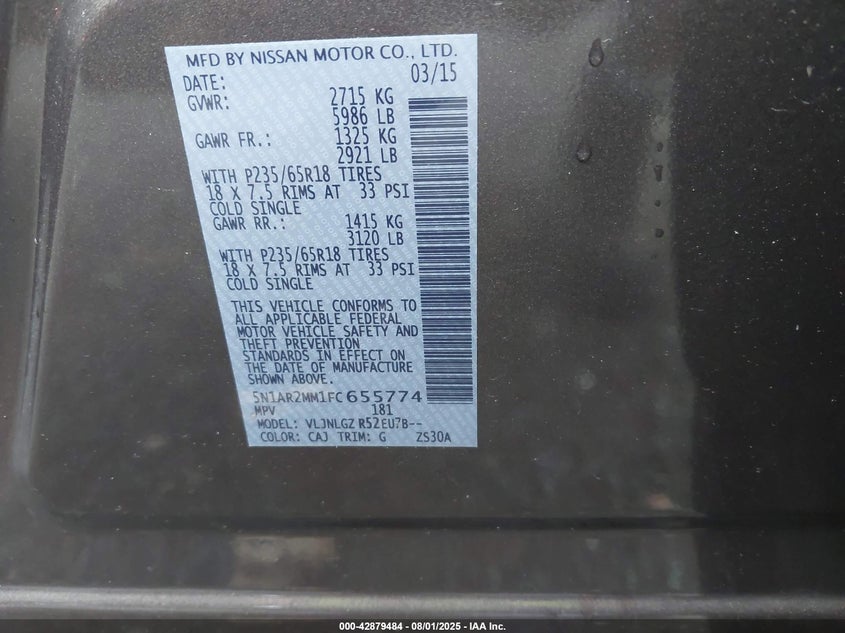 MFD BY NISSAN MOTOR CO., LTD.
DATE: 03/15
GVWR: 2715 KG
5986 LB
GAWR FR.: 1325 KG
2921 LB
WITH P235/65R18 TIRES
18 X 7.5 RIMS AT 33 PSI
COLD SINGLE
GAWR RR.: 1415 KG
3120 LB
WITH P235/65R18 TIRES
18 X 7.5 RIMS AT 33 PSI
COLD SINGLE
THIS VEHICLE CONFORMS TO
ALL APPLICABLE FEDERAL
MOTOR VEHICLE SAFETY AND
THEFT PREVENTION
STANDARDS IN EFFECT ON
THE DATE OF MANUFACTURE
SHOWN ABOVE.
5N1AR2MM1FC655774
MPV 181
MODEL: VLJNLGZ R52EU7B--
COLOR: CAJ TRIM: G ZS30A
000-42879484 - 08/01/2025 - IAA Inc.